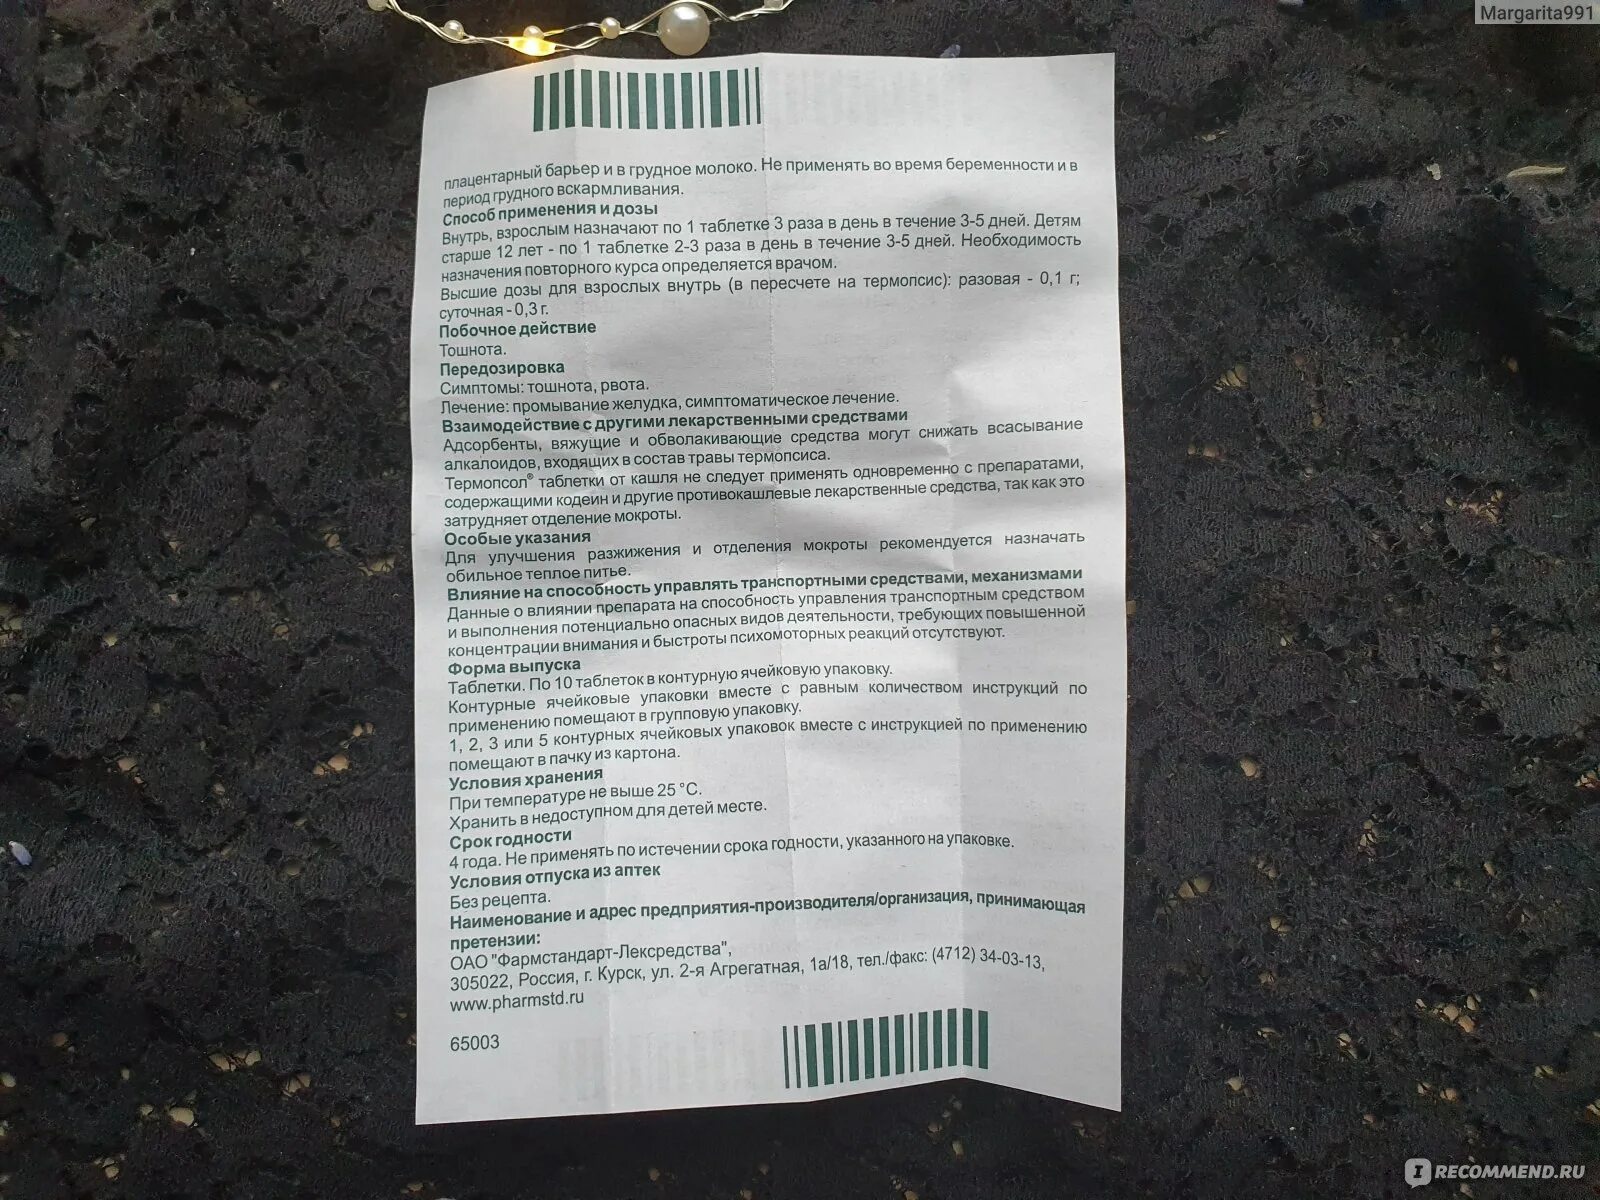 Margarita991
плацентарный барьер и в грудное молоко. Не применять во время беременности и в
период грудного вскармливания.
Способ применения и дозы
Внутрь, взрослым назначают по 1 таблетке 3 раза в день в течение 3-5 дней. Детям
старше 12 лет - по 1 таблетке 2-3 раза в день в течение 3-5 дней. Необходимость
назначения повторного курса определяется врачом.
Высшие дозы для взрослых внутрь (в пересчете на термопсис): разовая - 0,1 г;
суточная - 0,3 г.
Побочное действие
Тошнота.
Передозировка
Симптомы: тошнота, рвота.
Лечение: промывание желудка, симптоматическое лечение.
Взаимодействие с другими лекарственными средствами
Адсорбенты, вяжущие и обволакивающие средства могут снижать всасывание
алкалоидов, входящих в состав травы термопсиса.
Термопсол® таблетки от кашля не следует применять одновременно с препаратами,
содержащими кодеин и другие противокашлевые лекарственные средства, так как это
затрудняет отделение мокроты.
Особые указания
Для улучшения разжижения и отделения мокроты рекомендуется назначать
обильное теплое питье.
Влияние на способность управлять транспортными средствами, механизмами
Данные о влиянии препарата на способность управления транспортным средством
и выполнения потенциально опасных видов деятельности, требующих повышенной
концентрации внимания и быстроты психомоторных реакций отсутствуют.
Форма выпуска
Таблетки. По 10 таблеток в контурную ячейковую упаковку.
Контурные ячейковые упаковки вместе с равным количеством инструкций по
применению помещают в групповую упаковку.
1, 2, 3 или 5 контурных ячейковых упаковок вместе с инструкцией по применению
помещают в пачку из картона.
Условия хранения
При температуре не выше 25 °С.
Хранить в недоступном для детей месте.
Срок годности
4 года. Не применять по истечении срока годности, указанного на упаковке.
Условия отпуска из аптек
Без рецепта.
Наименование и адрес предприятия-производителя/организация, принимающая
претензии:
ОАО "Фармстандарт-Лексредства",
305022, Россия, г. Курск, ул. 2-я Агрегатная, 1а/18, тел./факс: (4712) 34-03-13,
www.pharmstd.ru
65003
IRECOMMEND.RU